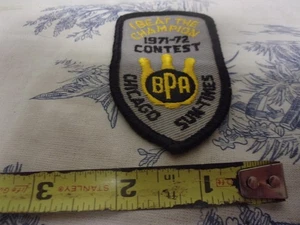 I BEAT THE
CHAMPION
1971-72
CONTEST
BPA
CHICAGO
SUN-TIMES
3
STANLEY
2
1